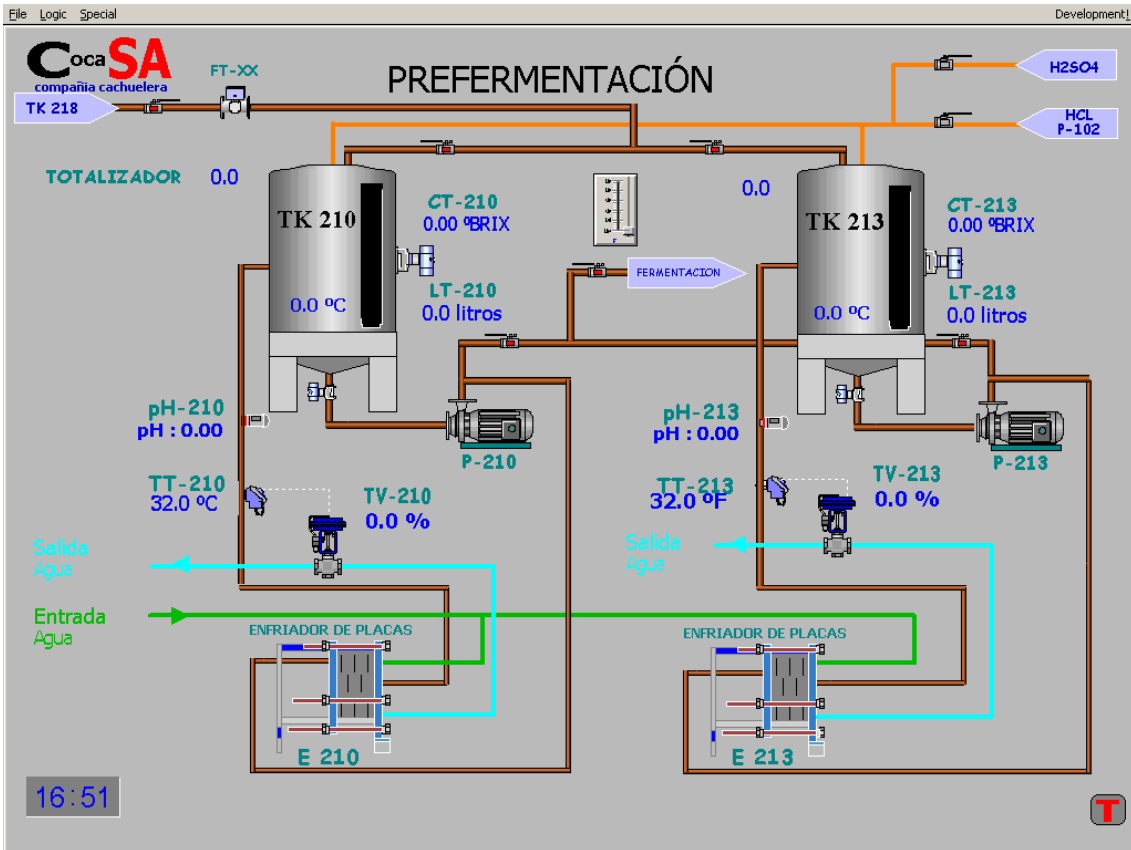 File Logic Special Development!
CocaSA
compañia cachuelera
FT-XX
PREFERMENTACIÓN
H2SO4
TK 218
HCL
P-102
TOTALIZADOR 0.0
0.0
TK 210
CT-210
0.00 ºBRIX
TK 213
CT-213
0.00 ºBRIX
F
FERMENTACION
LT-210
0.0 litros
0.0 ºC
LT-213
0.0 litros
0.0 ºC
pH-210
pH : 0.00
pH-213
pH : 0.00
P-210
P-213
TT-210
32.0 ºC
TV-210
0.0 %
TT-213
32.0 ºF
TV-213
0.0 %
Salida
Agua
Salida
Agua
Entrada
Agua
ENFRIADOR DE PLACAS
ENFRIADOR DE PLACAS
E 210
E 213
16:51
T